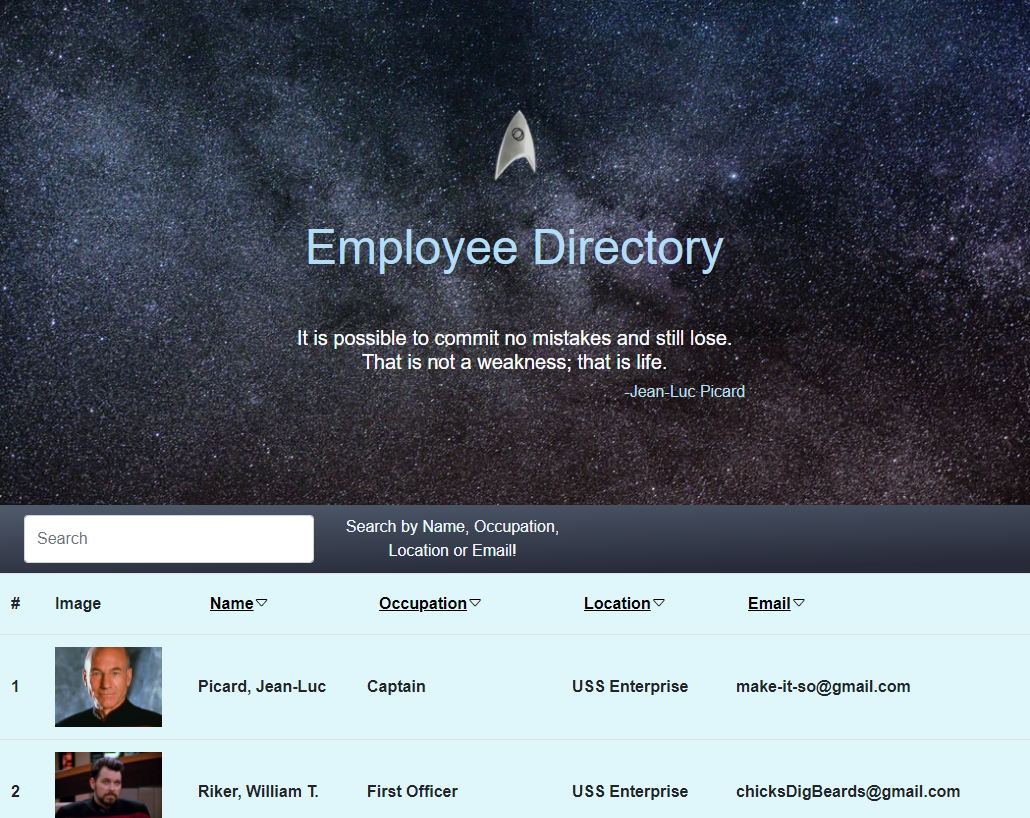 Employee Directory
It is possible to commit no mistakes and still lose.
That is not a weakness; that is life.
-Jean-Luc Picard
Search
Search by Name, Occupation,
Location or Email!
# Image Name Occupation Location Email
1 Picard, Jean-Luc Captain USS Enterprise make-it-so@gmail.com
2 Riker, William T. First Officer USS Enterprise chicksDigBeards@gmail.com